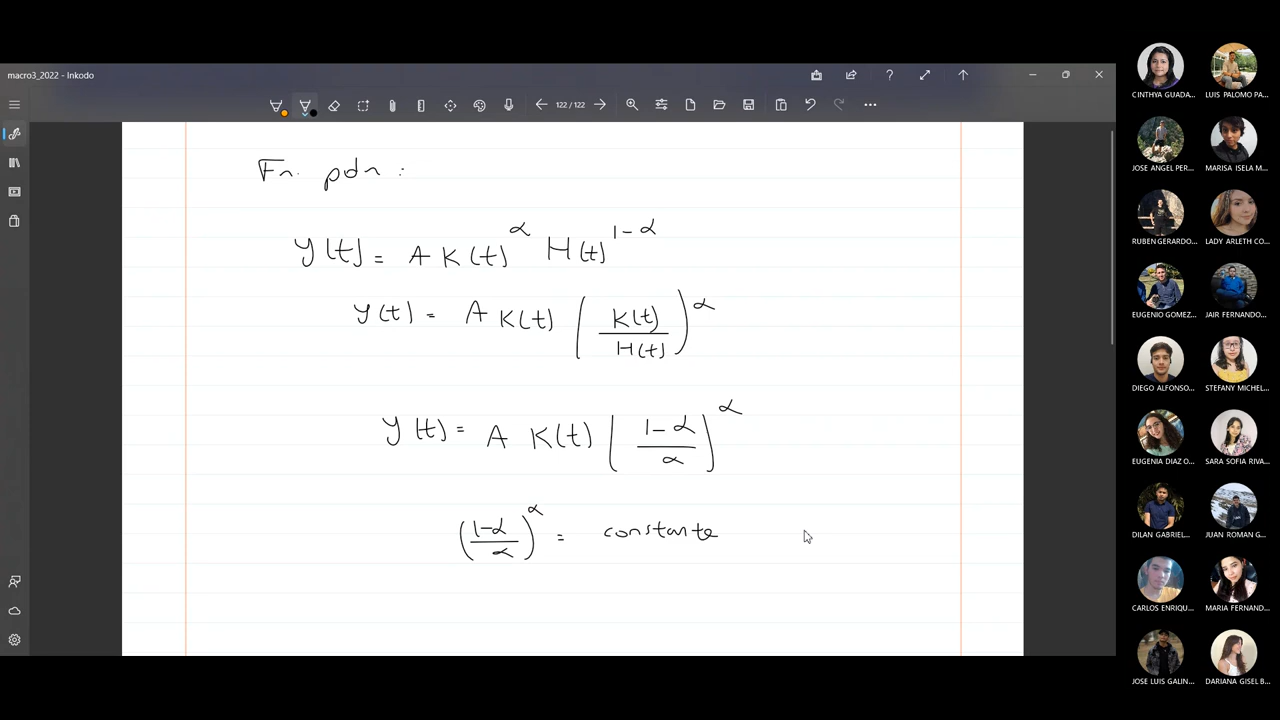 macro3_2022 - Inkodo
122 / 122
Fn. pdn :
y(t) = A K(t)^α H(t)^1-α
y(t) = A K(t) (K(t)/H(t))^α
y(t) = A K(t) (1-α/α)^α
(1-α/α)^α = constante
CINTHYA GUADA...
LUIS PALOMO PA...
JOSE ANGEL PER...
MARISA ISELA M...
RUBEN GERARDO...
LADY ARLETH CO...
EUGENIO GOMEZ...
JAIR FERNANDO...
DIEGO ALFONSO...
STEFANY MICHEL...
EUGENIA DIAZ O...
SARA SOFIA RIVA...
DILAN GABRIEL...
JUAN ROMAN G...
CARLOS ENRIQU...
MARIA FERNAND...
JOSE LUIS GALIN...
DARIANA GISEL B...